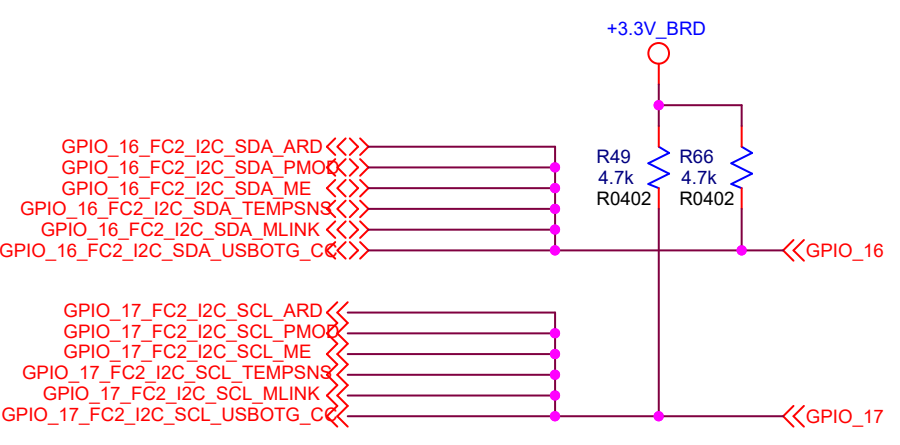 +3.3V_BRD
GPIO_16_FC2_I2C_SDA_ARD
GPIO_16_FC2_I2C_SDA_PMOD
GPIO_16_FC2_I2C_SDA_ME
GPIO_16_FC2_I2C_SDA_TEMPSNS
GPIO_16_FC2_I2C_SDA_MLINK
GPIO_16_FC2_I2C_SDA_USBOTG_CC
R49
4.7k
R0402
R66
4.7k
R0402
GPIO_16
GPIO_17_FC2_I2C_SCL_ARD
GPIO_17_FC2_I2C_SCL_PMOD
GPIO_17_FC2_I2C_SCL_ME
GPIO_17_FC2_I2C_SCL_TEMPSNS
GPIO_17_FC2_I2C_SCL_MLINK
GPIO_17_FC2_I2C_SCL_USBOTG_CC
GPIO_17